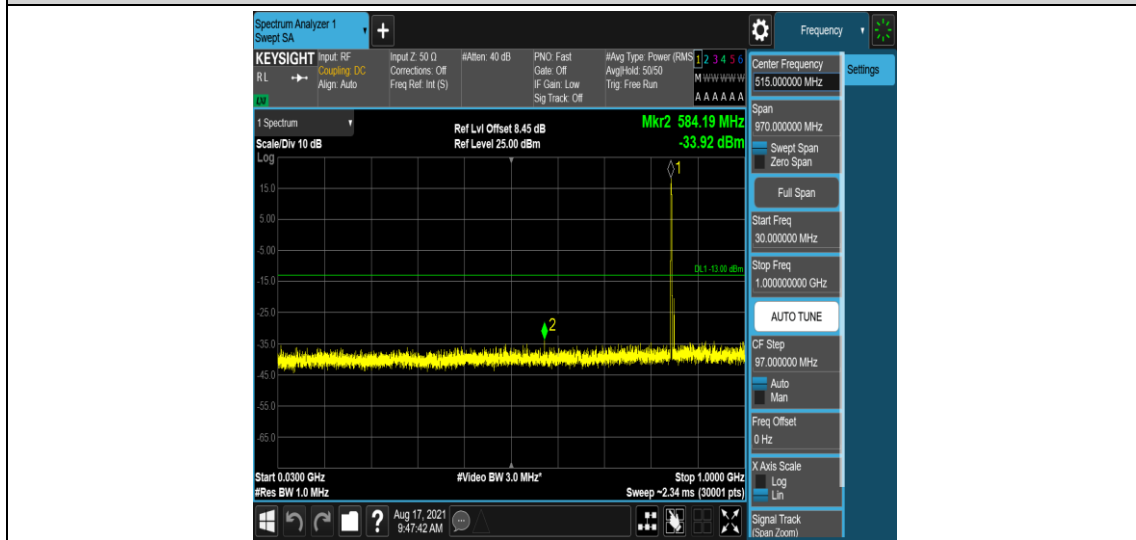 Spectrum Analyzer 1
Swept SA
+
Frequency
KEYSIGHT
RL
LXI
Input: RF
Coupling: DC
Align: Auto
Input Z: 50 Ω
Corrections: Off
Freq Ref: Int (S)
#Atten: 40 dB
PNO: Fast
Gate: Off
IF Gain: Low
Sig Track: Off
#Avg Type: Power (RMS
Avg|Hold: 50/50
Trig: Free Run
1 2 3 4 5 6
M W W W W W
A A A A A A
Center Frequency
515.000000 MHz
Settings
1 Spectrum
Scale/Div 10 dB
Ref Lvl Offset 8.45 dB
Ref Level 25.00 dBm
Mkr2 584.19 MHz
-33.92 dBm
Log
15.0
5.00
-5.00
-15.0
-25.0
-35.0
-45.0
-55.0
-65.0
1
DL1 -13.00 dBm
2
Start 0.0300 GHz
#Res BW 1.0 MHz
#Video BW 3.0 MHz*
Stop 1.0000 GHz
Sweep ~2.34 ms (30001 pts)
Span
970.000000 MHz
Swept Span
Zero Span
Full Span
Start Freq
30.000000 MHz
Stop Freq
1.000000000 GHz
AUTO TUNE
CF Step
97.000000 MHz
Auto
Man
Freq Offset
0 Hz
X Axis Scale
Log
Lin
Signal Track
(Span Zoom)
?
Aug 17, 2021
9:47:42 AM